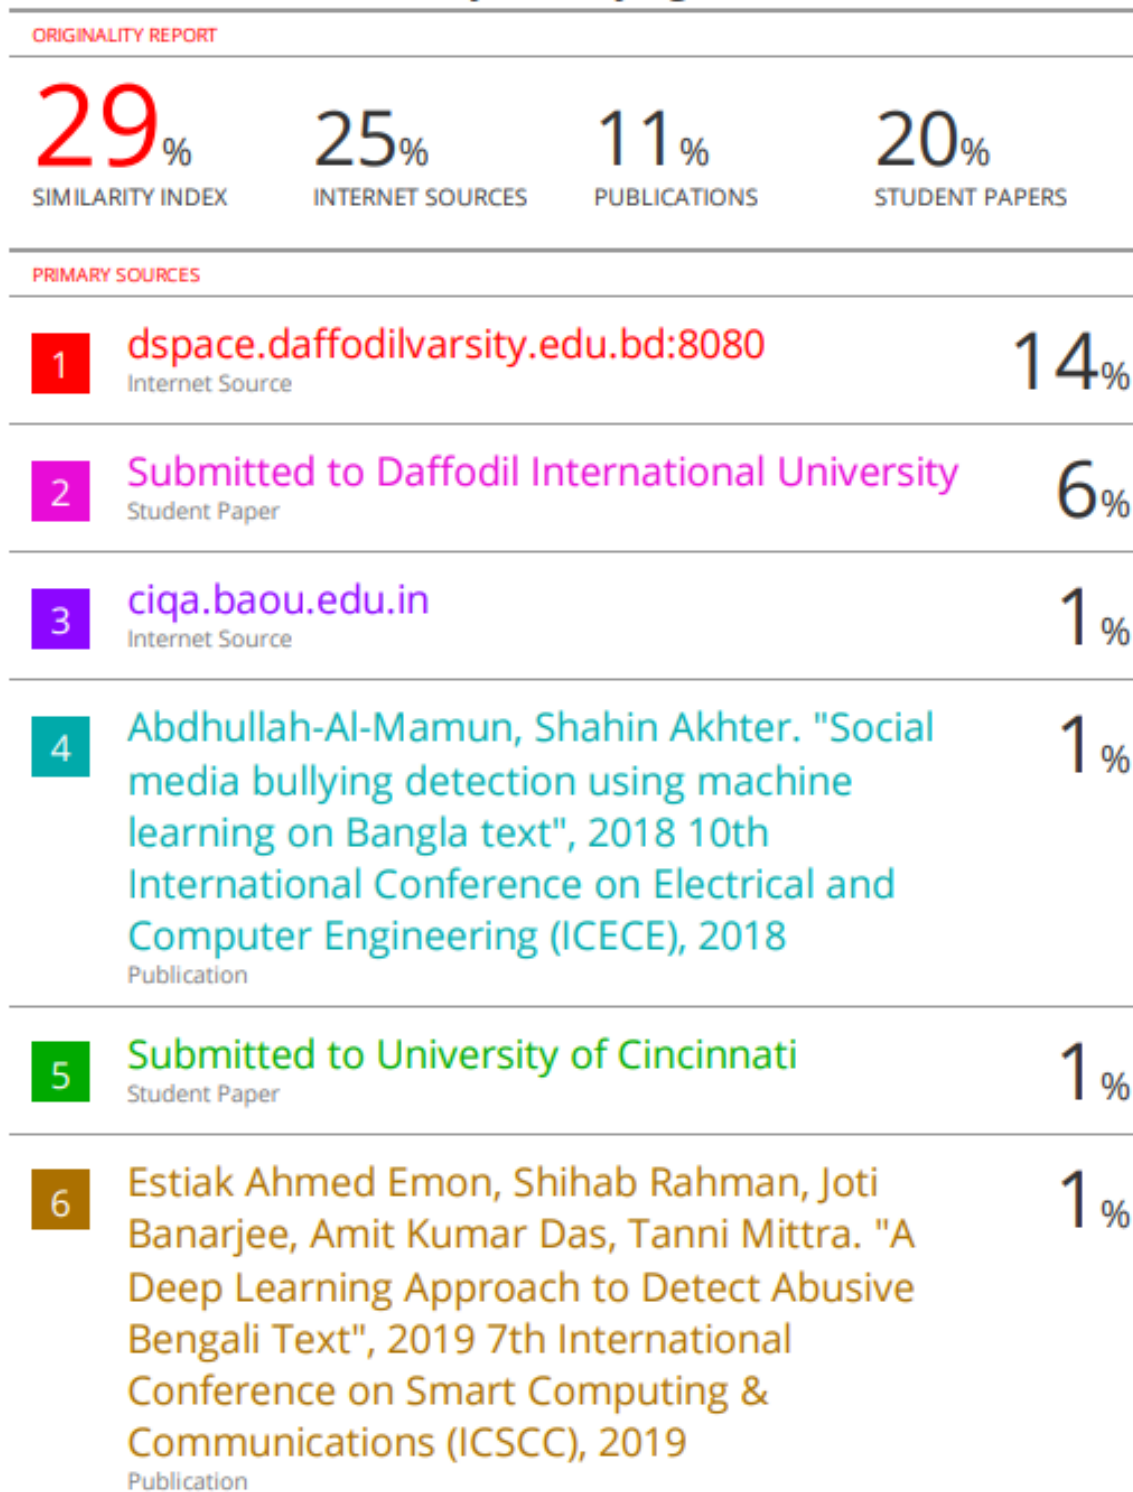 ORIGINALITY REPORT
29% 25% 11% 20%
SIMILARITY INDEX INTERNET SOURCES PUBLICATIONS STUDENT PAPERS
PRIMARY SOURCES
1 dspace.daffodilvarsity.edu.bd:8080 14%
Internet Source
2 Submitted to Daffodil International University 6%
Student Paper
3 ciqa.baou.edu.in 1%
Internet Source
4 Abdhullah-Al-Mamun, Shahin Akhter. "Social 1%
media bullying detection using machine
learning on Bangla text", 2018 10th
International Conference on Electrical and
Computer Engineering (ICECE), 2018
Publication
5 Submitted to University of Cincinnati 1%
Student Paper
6 Estiak Ahmed Emon, Shihab Rahman, Joti 1%
Banarjee, Amit Kumar Das, Tanni Mittra. "A
Deep Learning Approach to Detect Abusive
Bengali Text", 2019 7th International
Conference on Smart Computing &
Communications (ICSCC), 2019
Publication